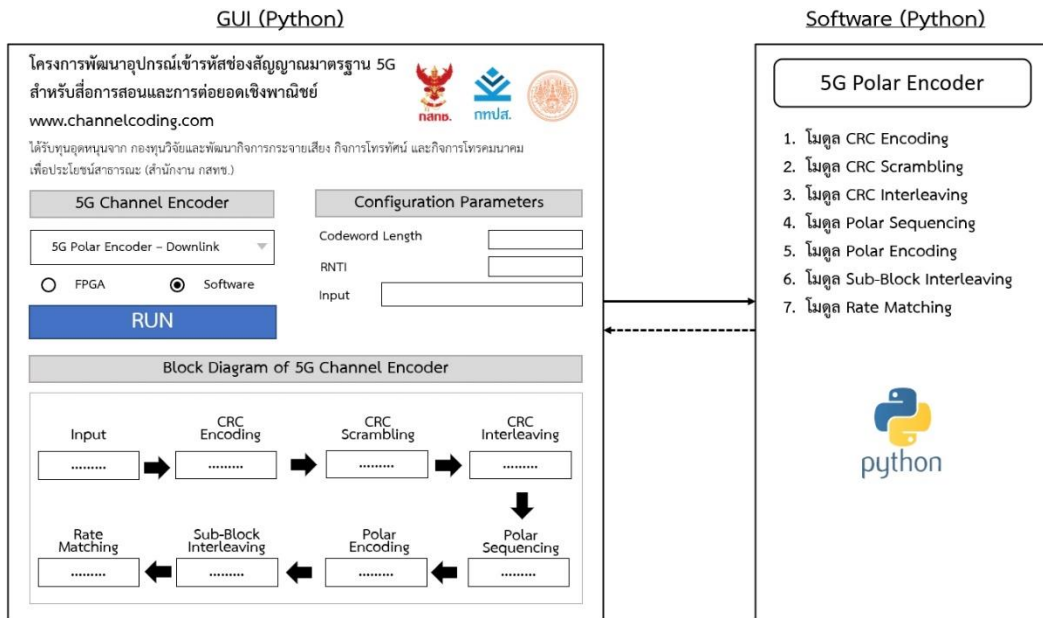 GUI (Python)
โครงการพัฒนาอุปกรณ์เข้ารหัสช่องสัญญาณมาตรฐาน 5G
สำหรับสื่อการสอนและการต่อยอดเชิงพาณิชย์
www.channelcoding.com
กสทช.
กทปส.
ได้รับทุนอุดหนุนจาก กองทุนวิจัยและพัฒนากิจการกระจายเสียง กิจการโทรทัศน์ และกิจการโทรคมนาคม
เพื่อประโยชน์สาธารณะ (สำนักงาน กสทช.)
5G Channel Encoder
5G Polar Encoder – Downlink
FPGA
Software
RUN
Configuration Parameters
Codeword Length
RNTI
Input
Block Diagram of 5G Channel Encoder
Input
.........
CRC
Encoding
.........
CRC
Scrambling
.........
CRC
Interleaving
.........
Polar
Sequencing
.........
Polar
Encoding
.........
Sub-Block
Interleaving
.........
Rate
Matching
.........
Software (Python)
5G Polar Encoder
1. โมดูล CRC Encoding
2. โมดูล CRC Scrambling
3. โมดูล CRC Interleaving
4. โมดูล Polar Sequencing
5. โมดูล Polar Encoding
6. โมดูล Sub-Block Interleaving
7. โมดูล Rate Matching
python